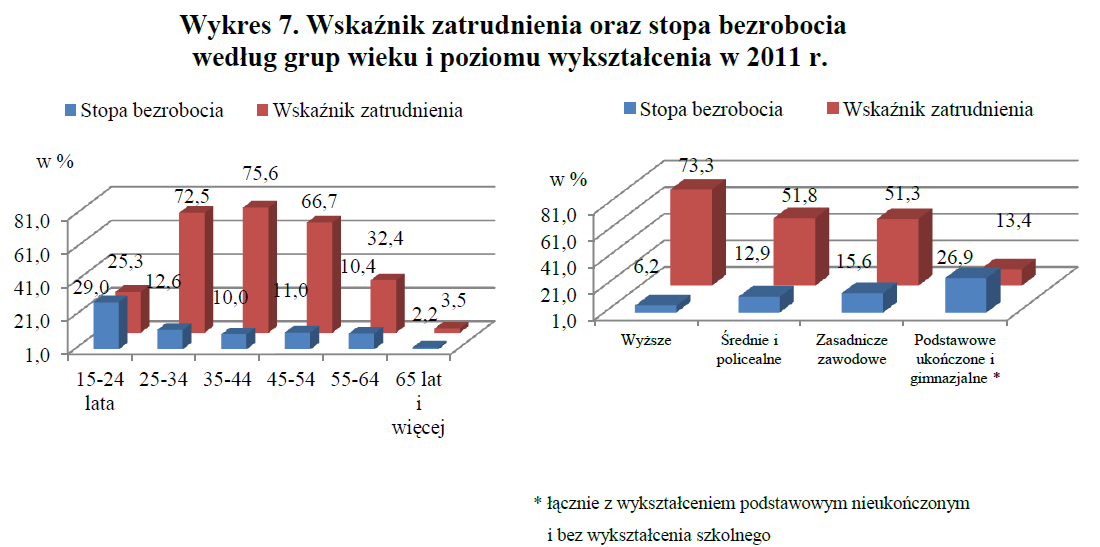 Wykres 7. Wskaźnik zatrudnienia oraz stopa bezrobocia
według grup wieku i poziomu wykształcenia w 2011 r.
Stopa bezrobocia
Wskaźnik zatrudnienia
w %
81,0
61,0
41,0
21,0
1,0
29,0
25,3
12,6
72,5
10,0
75,6
11,0
66,7
10,4
32,4
2,2
3,5
15-24
lata
25-34
35-44
45-54
55-64
65 lat
i
więcej
Stopa bezrobocia
Wskaźnik zatrudnienia
w %
81,0
61,0
41,0
21,0
1,0
6,2
73,3
12,9
51,8
15,6
51,3
26,9
13,4
Wyższe
Średnie i
policealne
Zasadnicze
zawodowe
Podstawowe
ukończone i
gimnazjalne *
* łącznie z wykształceniem podstawowym nieukończonym
i bez wykształcenia szkolnego